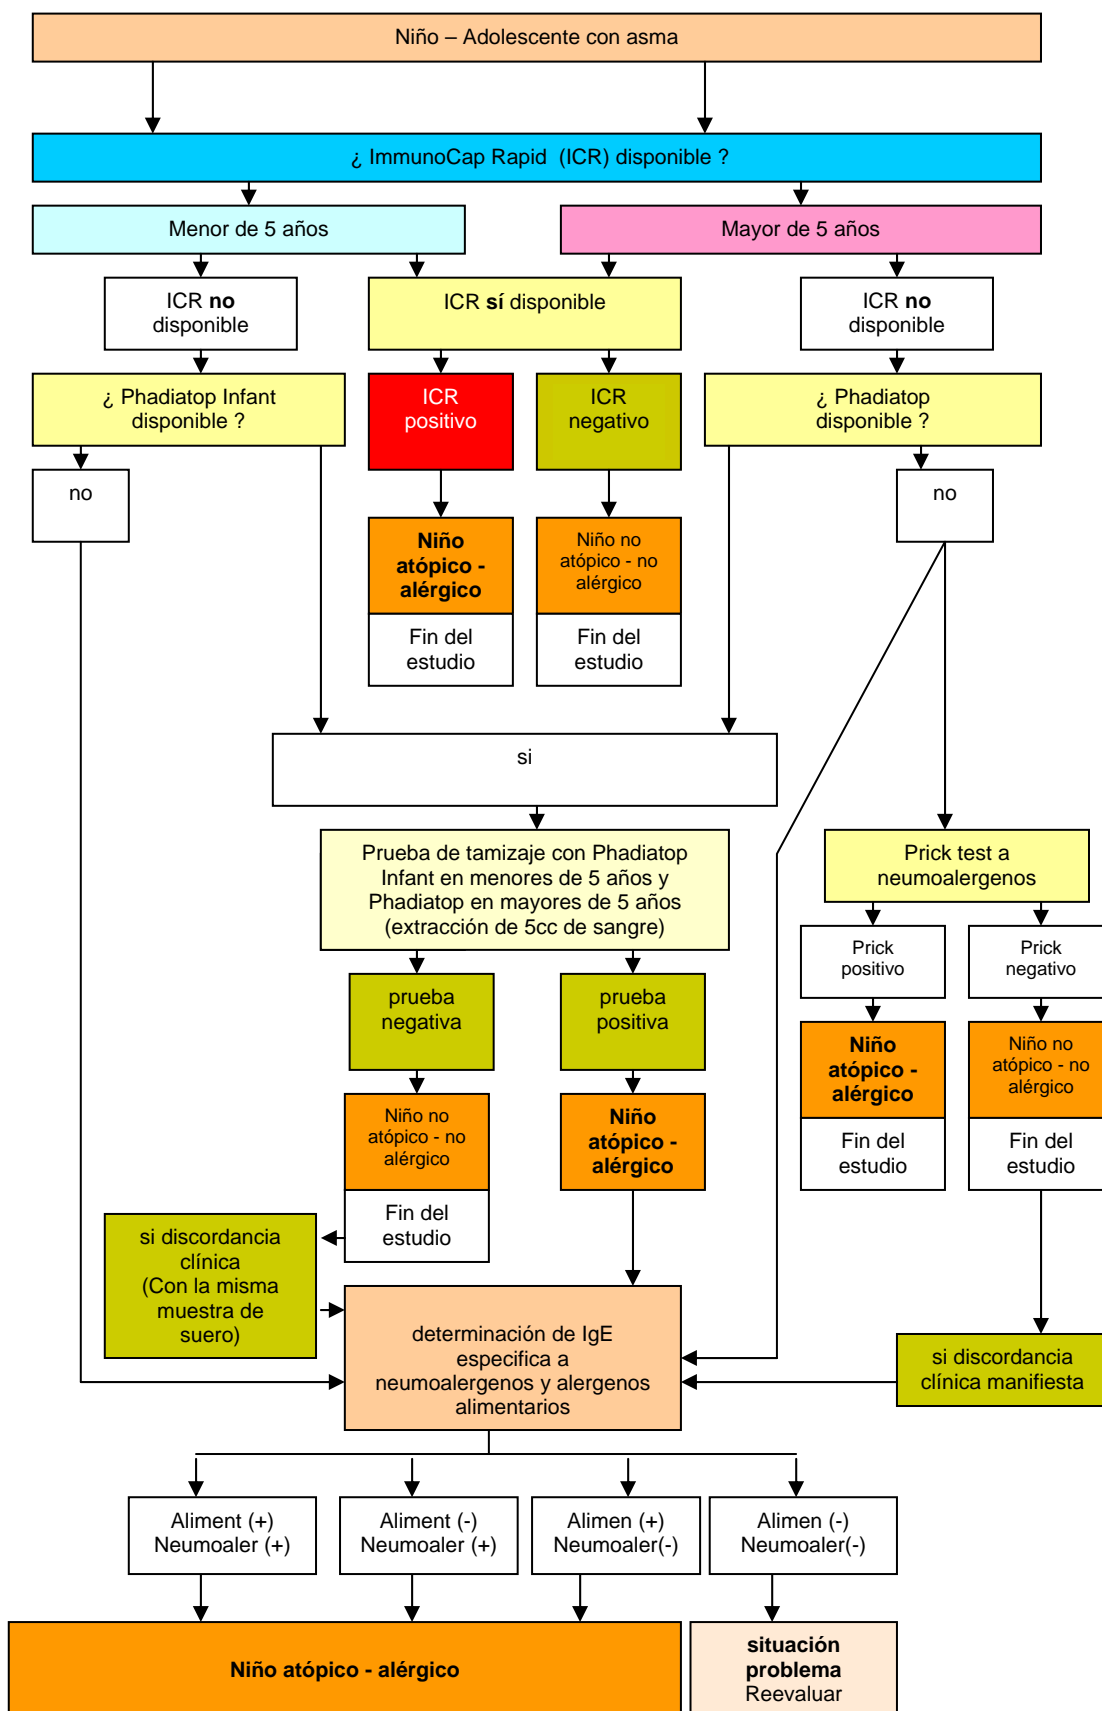 Niño – Adolescente con asma
¿ ImmunoCap Rapid (ICR) disponible ?
Menor de 5 años
Mayor de 5 años
ICR no
disponible
ICR sí disponible
ICR no
disponible
¿ Phadiatop Infant
disponible ?
ICR
positivo
ICR
negativo
¿ Phadiatop
disponible ?
no
no
Niño
atópico -
alérgico
Fin del
estudio
Niño no
atópico - no
alérgico
Fin del
estudio
si
Prueba de tamizaje con Phadiatop
Infant en menores de 5 años y
Phadiatop en mayores de 5 años
(extracción de 5cc de sangre)
Prick test a
neumoalergenos
Prick
positivo
Prick
negativo
prueba
negativa
prueba
positiva
Niño
atópico -
alérgico
Fin del
estudio
Niño no
atópico - no
alérgico
Fin del
estudio
Niño no
atópico - no
alérgico
Fin del
estudio
Niño
atópico -
alérgico
si discordancia
clínica
(Con la misma
muestra de
suero)
determinación de IgE
especifica a
neumoalergenos y alergenos
alimentarios
si discordancia
clínica manifiesta
Aliment (+)
Neumoaler (+)
Aliment (-)
Neumoaler (+)
Alimen (+)
Neumoaler(-)
Alimen (-)
Neumoaler(-)
Niño atópico - alérgico
situación
problema
Reevaluar